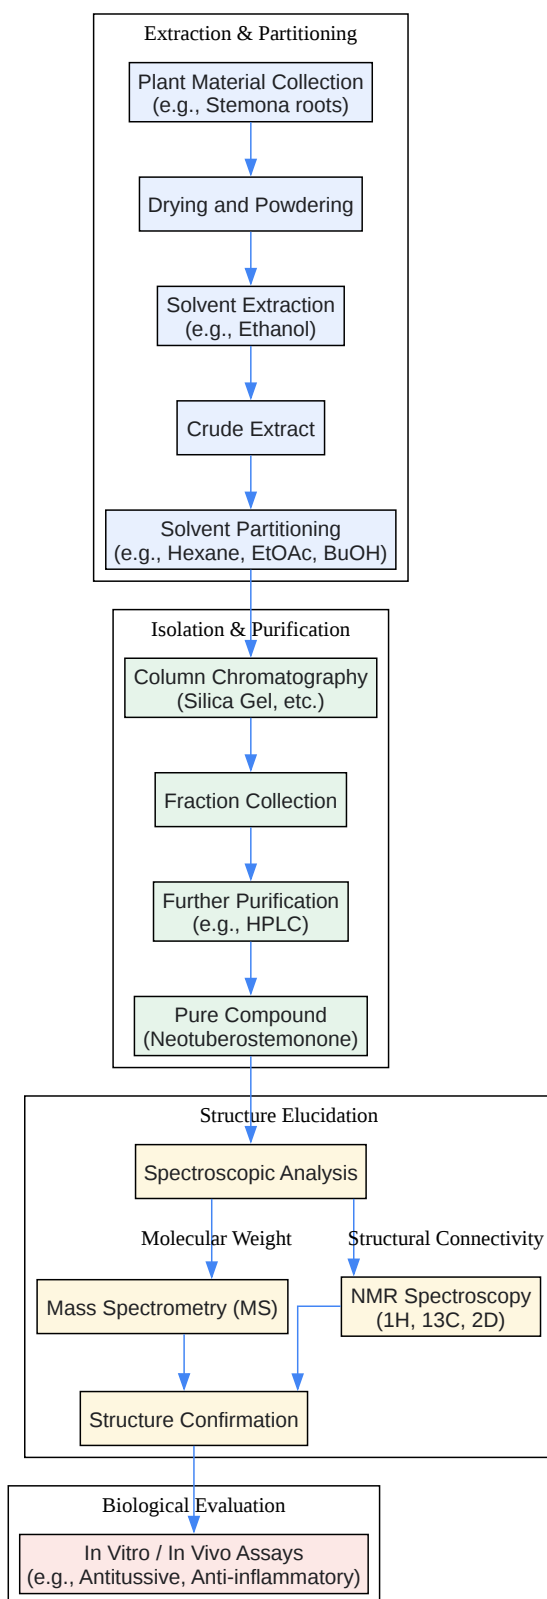 Extraction & Partitioning
Plant Material Collection
(e.g., Stemona roots)
Drying and Powdering
Solvent Extraction
(e.g., Ethanol)
Crude Extract
Solvent Partitioning
(e.g., Hexane, EtOAc, BuOH)
Isolation & Purification
Column Chromatography
(Silica Gel, etc.)
Fraction Collection
Further Purification
(e.g., HPLC)
Pure Compound
(Neotuberostemonone)
Structure Elucidation
Spectroscopic Analysis
Molecular Weight
Structural Connectivity
Mass Spectrometry (MS)
NMR Spectroscopy
(1H, 13C, 2D)
Structure Confirmation
Biological Evaluation
In Vitro / In Vivo Assays
(e.g., Antitussive, Anti-inflammatory)